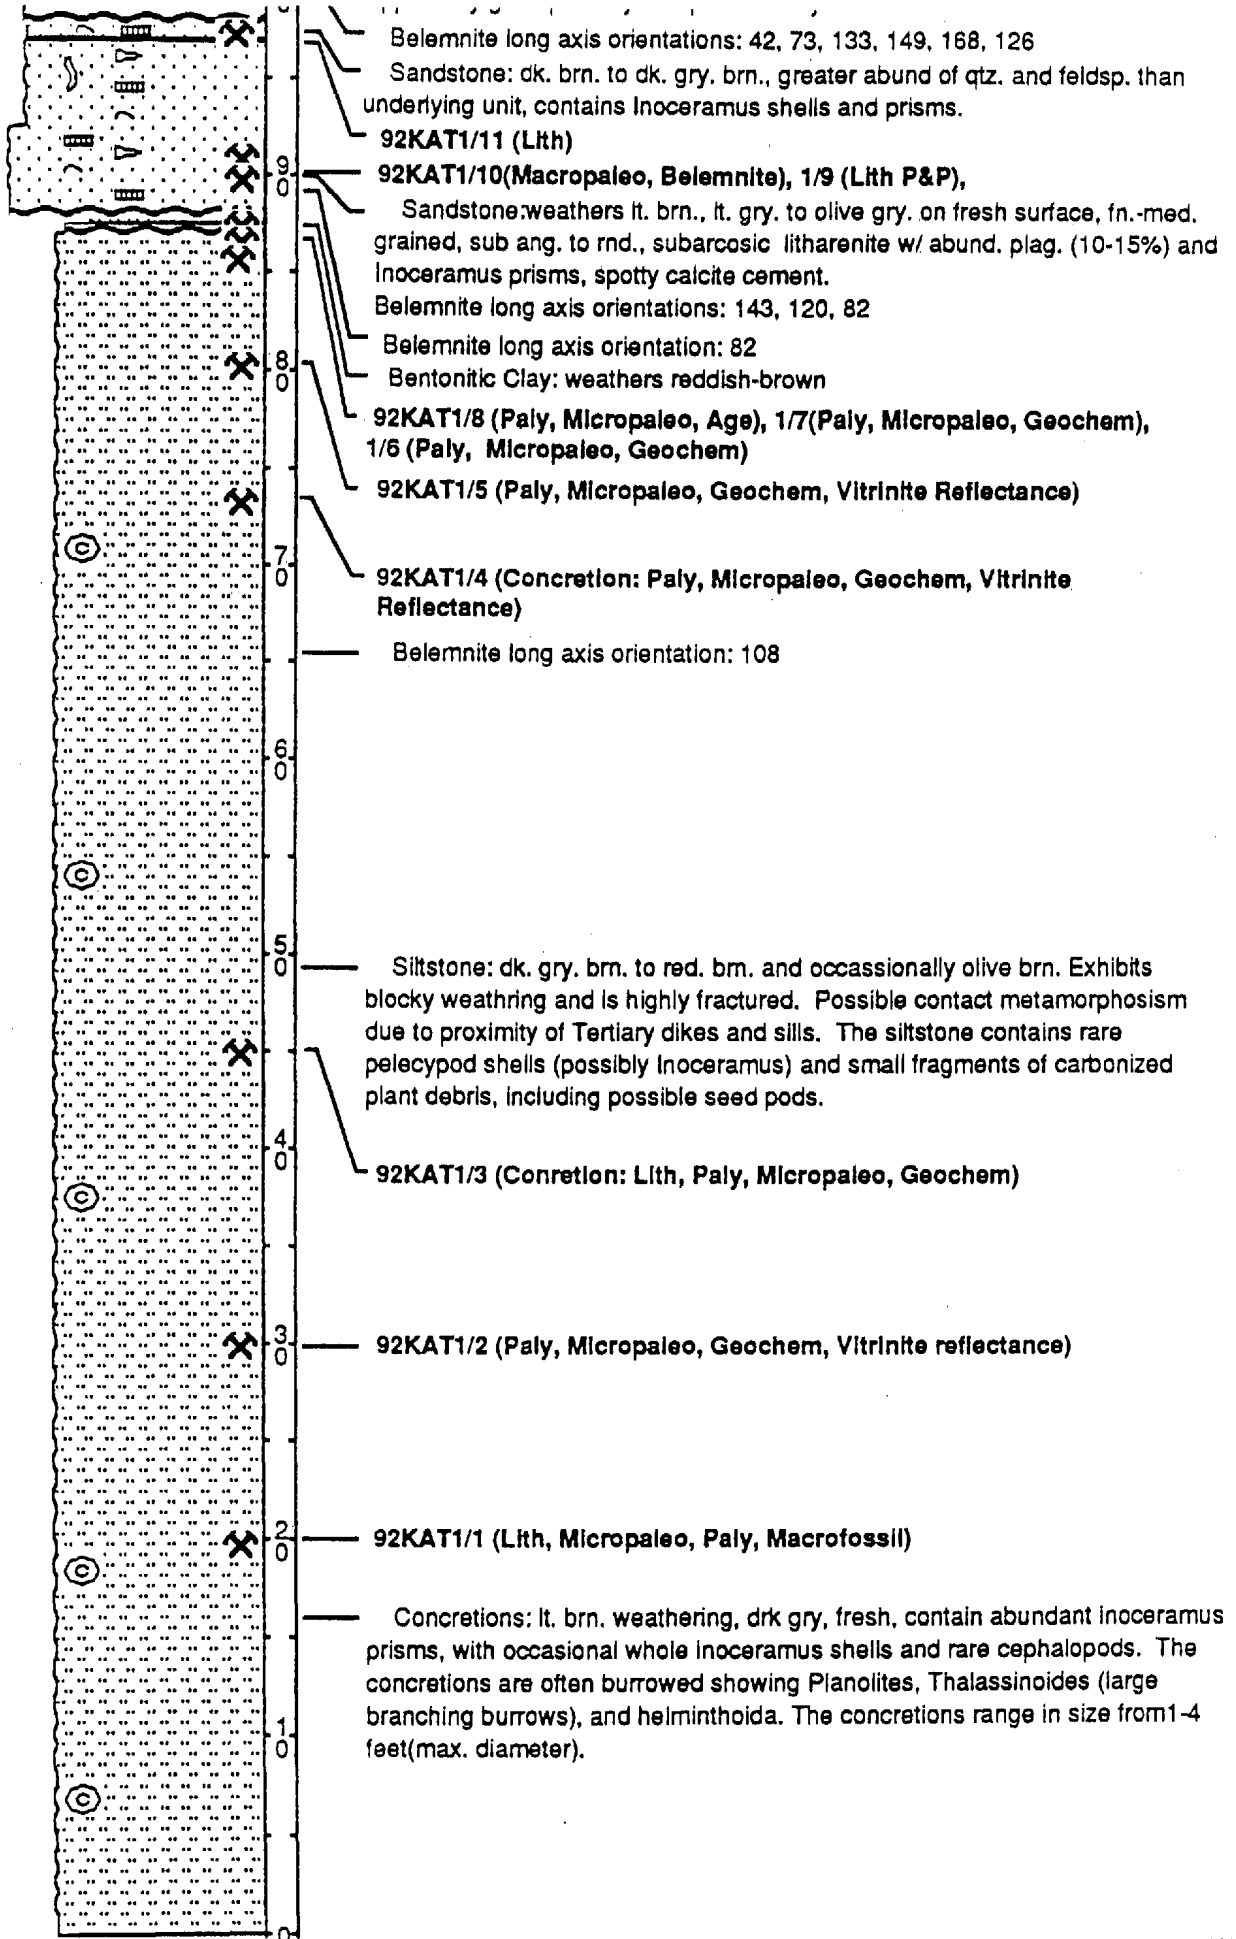 Belemnite long axis orientations: 42, 73, 133, 149, 168, 126
Sandstone: dk. brn. to dk. gry. brn., greater abund of qtz. and feldsp. than
underlying unit, contains Inoceramus shells and prisms.
92KAT1/11 (Lith)
90
92KAT1/10(Macropaleo, Belemnite), 1/9 (Lith P&P),
Sandstone:weathers lt. brn., lt. gry. to olive gry. on fresh surface, fn.-med.
grained, sub ang. to rnd., subarcosic litharenite w/ abund. plag. (10-15%) and
Inoceramus prisms, spotty calcite cement.
Belemnite long axis orientations: 143, 120, 82
Belemnite long axis orientation: 82
80
Bentonitic Clay: weathers reddish-brown
92KAT1/8 (Paly, Micropaleo, Age), 1/7(Paly, Micropaleo, Geochem),
1/6 (Paly, Micropaleo, Geochem)
92KAT1/5 (Paly, Micropaleo, Geochem, Vitrinite Reflectance)
C
70
92KAT1/4 (Concretion: Paly, Micropaleo, Geochem, Vitrinite
Reflectance)
Belemnite long axis orientation: 108
60
C
50
Siltstone: dk. gry. brn. to red. brn. and occassionally olive brn. Exhibits
blocky weathring and is highly fractured. Possible contact metamorphosism
due to proximity of Tertiary dikes and sills. The siltstone contains rare
pelecypod shells (possibly Inoceramus) and small fragments of carbonized
plant debris, including possible seed pods.
40
92KAT1/3 (Conretion: Lith, Paly, Micropaleo, Geochem)
C
30
92KAT1/2 (Paly, Micropaleo, Geochem, Vitrinite reflectance)
20
92KAT1/1 (Lith, Micropaleo, Paly, Macrofossil)
C
Concretions: lt. brn. weathering, drk gry, fresh, contain abundant inoceramus
prisms, with occasional whole inoceramus shells and rare cephalopods. The
concretions are often burrowed showing Planolites, Thalassinoides (large
branching burrows), and helminthoida. The concretions range in size from1-4
feet(max. diameter).
10
C
0